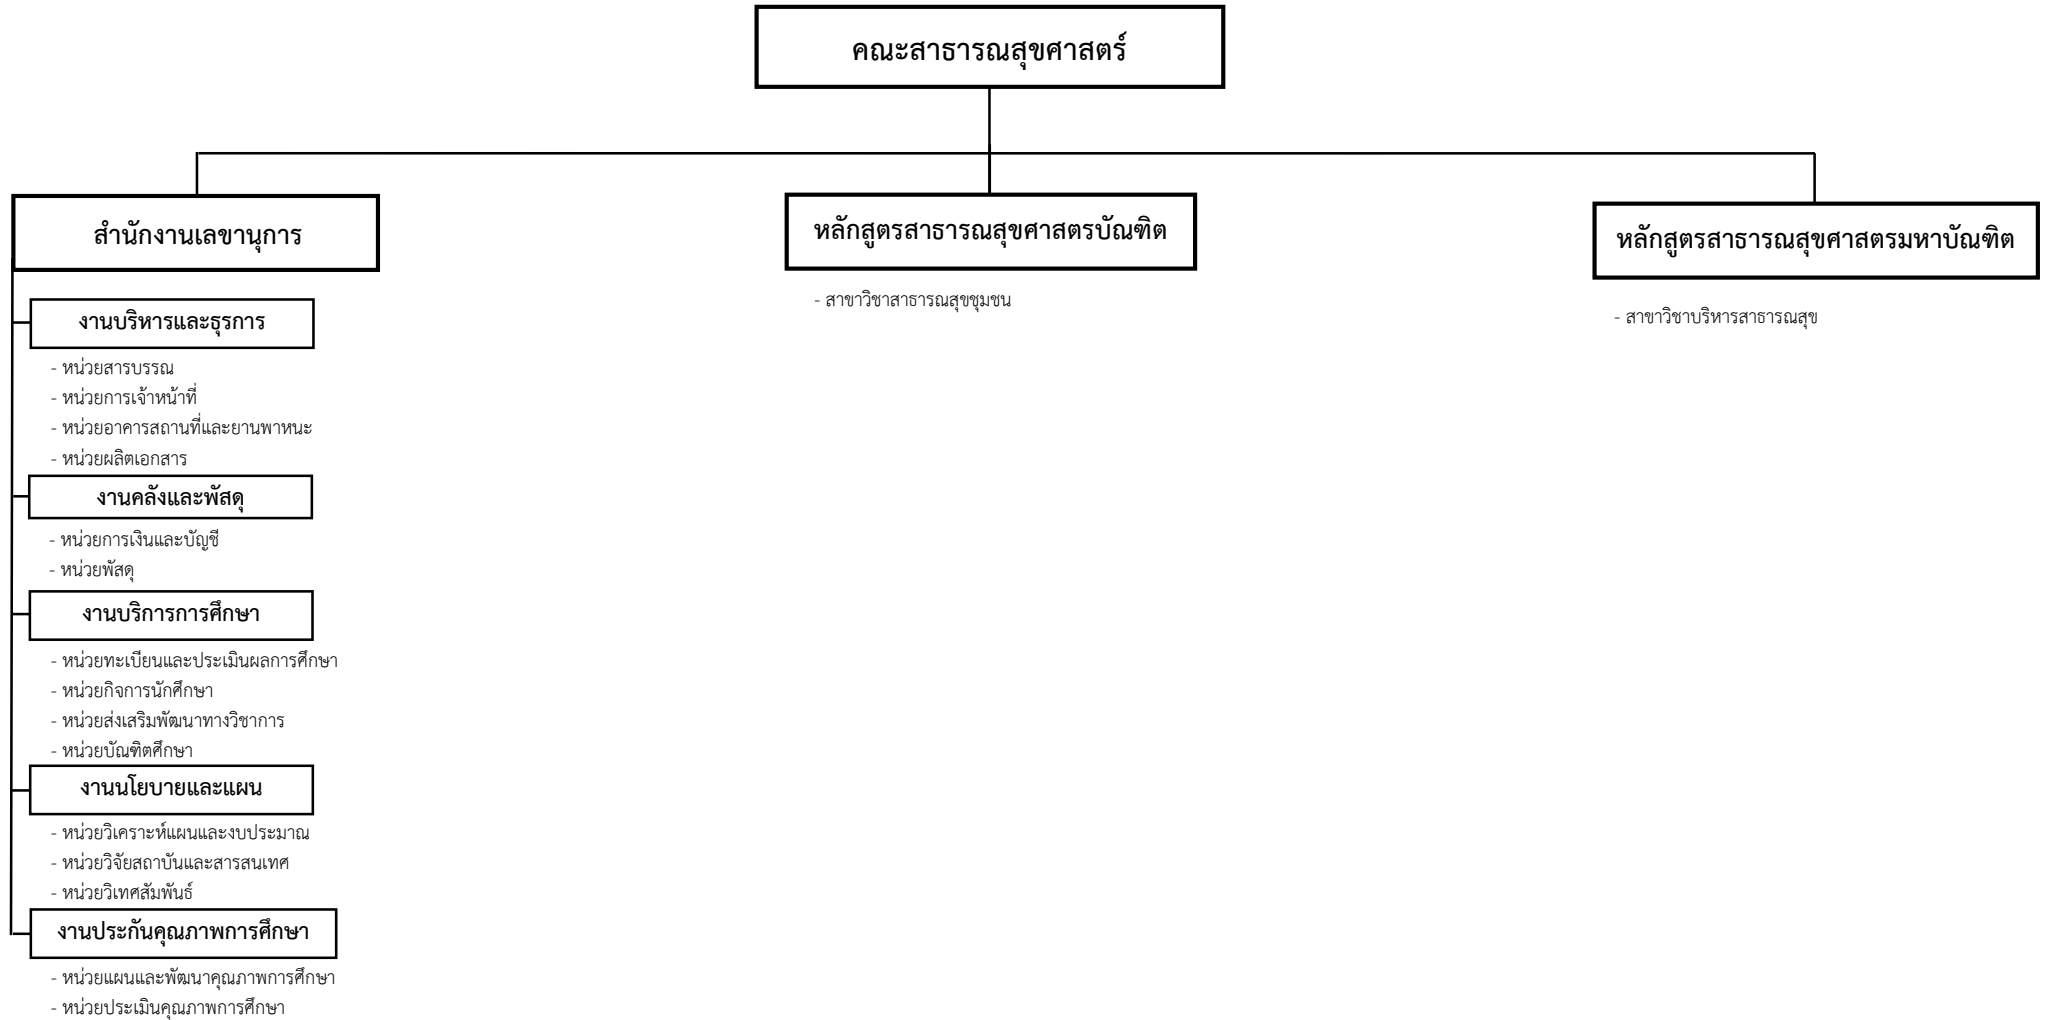 คณะสาธารณสุขศาสตร์
สำนักงานเลขานุการ
งานบริหารและธุรการ
- หน่วยสารบรรณ
- หน่วยการเจ้าหน้าที่
- หน่วยอาคารสถานที่และยานพาหนะ
- หน่วยผลิตเอกสาร
งานคลังและพัสดุ
- หน่วยการเงินและบัญชี
- หน่วยพัสดุ
งานบริการการศึกษา
- หน่วยทะเบียนและประเมินผลการศึกษา
- หน่วยกิจการนักศึกษา
- หน่วยส่งเสริมพัฒนาทางวิชาการ
- หน่วยบัณฑิตศึกษา
งานนโยบายและแผน
- หน่วยวิเคราะห์แผนและงบประมาณ
- หน่วยวิจัยสถาบันและสารสนเทศ
- หน่วยวิเทศสัมพันธ์
งานประกันคุณภาพการศึกษา
- หน่วยแผนและพัฒนาคุณภาพการศึกษา
- หน่วยประเมินคุณภาพการศึกษา
หลักสูตรสาธารณสุขศาสตรบัณฑิต
- สาขาวิชาสาธารณสุขชุมชน
หลักสูตรสาธารณสุขศาสตรมหาบัณฑิต
- สาขาวิชาบริหารสาธารณสุข